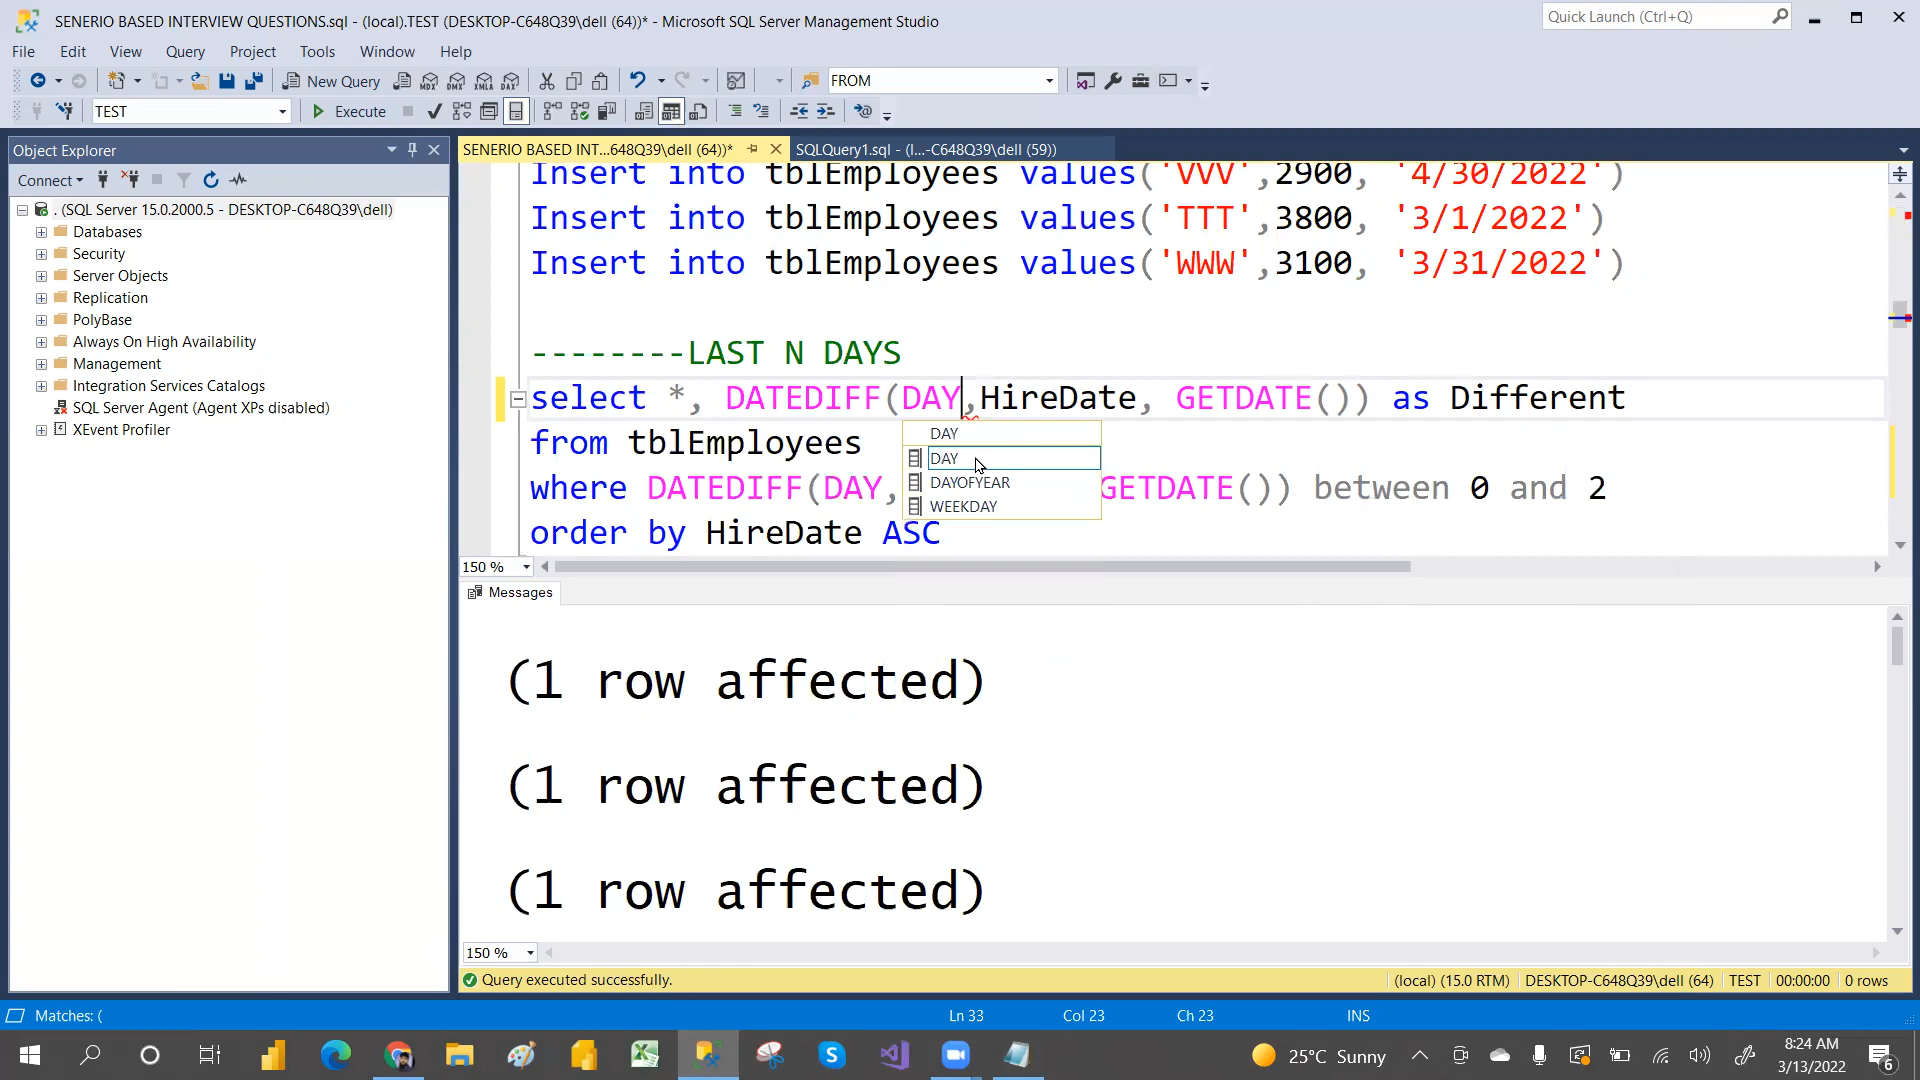 SENERIO BASED INTERVIEW QUESTIONS.sql - (local).TEST (DESKTOP-C648Q39\dell (64))* - Microsoft SQL Server Management Studio
Quick Launch (Ctrl+Q)
File Edit View Query Project Tools Window Help
New Query
FROM
TEST
Execute
Object Explorer
SENERIO BASED INT...648Q39\dell (64))*
SQLQuery1.sql - (l...-C648Q39\dell (59))
Connect
. (SQL Server 15.0.2000.5 - DESKTOP-C648Q39\dell)
Databases
Security
Server Objects
Replication
PolyBase
Always On High Availability
Management
Integration Services Catalogs
SQL Server Agent (Agent XPs disabled)
XEvent Profiler
Insert into tblEmployees values('VVV',2900, '4/30/2022')
Insert into tblEmployees values('TTT',3800, '3/1/2022')
Insert into tblEmployees values('WWW',3100, '3/31/2022')
--------LAST N DAYS
select *, DATEDIFF(DAY,HireDate, GETDATE()) as Different
from tblEmployees
where DATEDIFF(DAY, GETDATE()) between 0 and 2
order by HireDate ASC
DAY
DAY
DAYOFYEAR
WEEKDAY
150 %
Messages
(1 row affected)
(1 row affected)
(1 row affected)
150 %
Query executed successfully.
(local) (15.0 RTM) DESKTOP-C648Q39\dell (64) TEST 00:00:00 0 rows
Matches: (
Ln 33 Col 23 Ch 23 INS
25°C Sunny
8:24 AM
3/13/2022
6